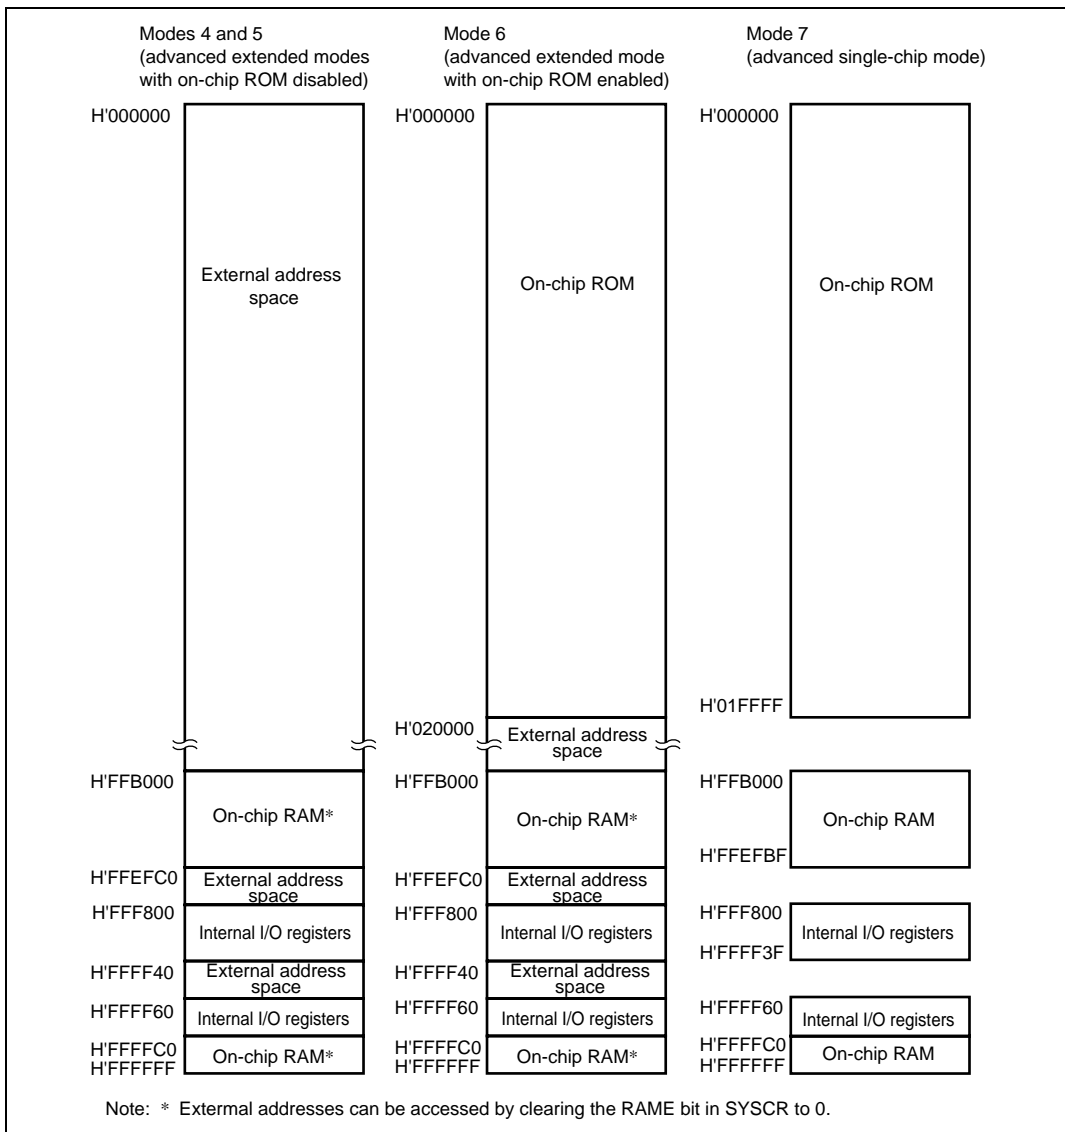 Modes 4 and 5
(advanced extended modes
with on-chip ROM disabled)
H'000000
External address
space
H'FFB000
On-chip RAM*
H'FFEFC0
External address
space
H'FFF800
Internal I/O registers
H'FFFF40
External address
space
H'FFFF60
Internal I/O registers
H'FFFFC0
On-chip RAM*
H'FFFFFF
Mode 6
(advanced extended mode
with on-chip ROM enabled)
H'000000
On-chip ROM
H'020000
External address
space
H'FFB000
On-chip RAM*
H'FFEFC0
External address
space
H'FFF800
Internal I/O registers
H'FFFF40
External address
space
H'FFFF60
Internal I/O registers
H'FFFFC0
On-chip RAM*
H'FFFFFF
Mode 7
(advanced single-chip mode)
H'000000
On-chip ROM
H'01FFFF
H'FFB000
On-chip RAM
H'FFEFBF
H'FFF800
Internal I/O registers
H'FFFF3F
H'FFFF60
Internal I/O registers
H'FFFFC0
On-chip RAM
H'FFFFFF
Note: * Extermal addresses can be accessed by clearing the RAME bit in SYSCR to 0.